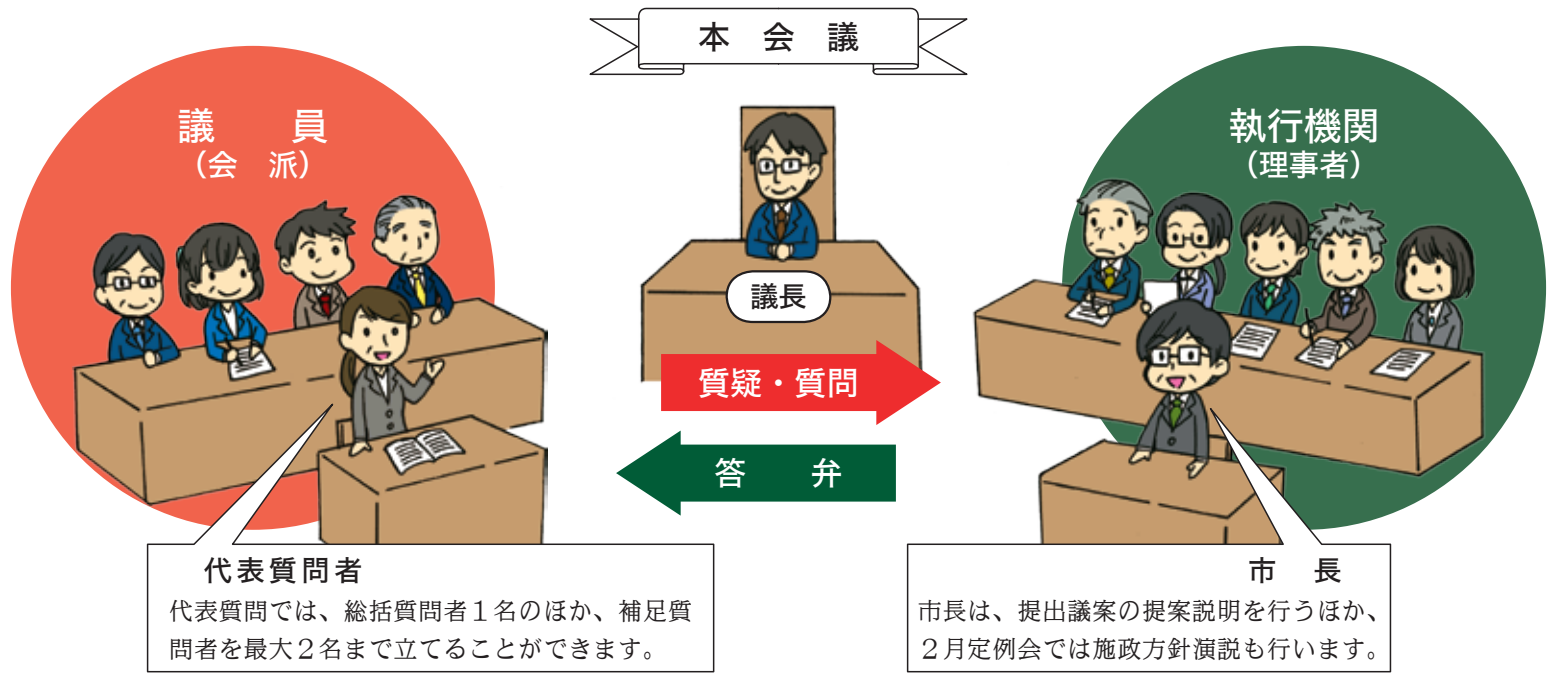 本　会　議
議　　員
（会　派）
議長
執行機関
（理事者）
質疑・質問
答　　弁
代表質問者
代表質問では、総括質問者１名のほか、補足質
問者を最大２名まで立てることができます。
市　長
市長は、提出議案の提案説明を行うほか、
２月定例会では施政方針演説も行います。